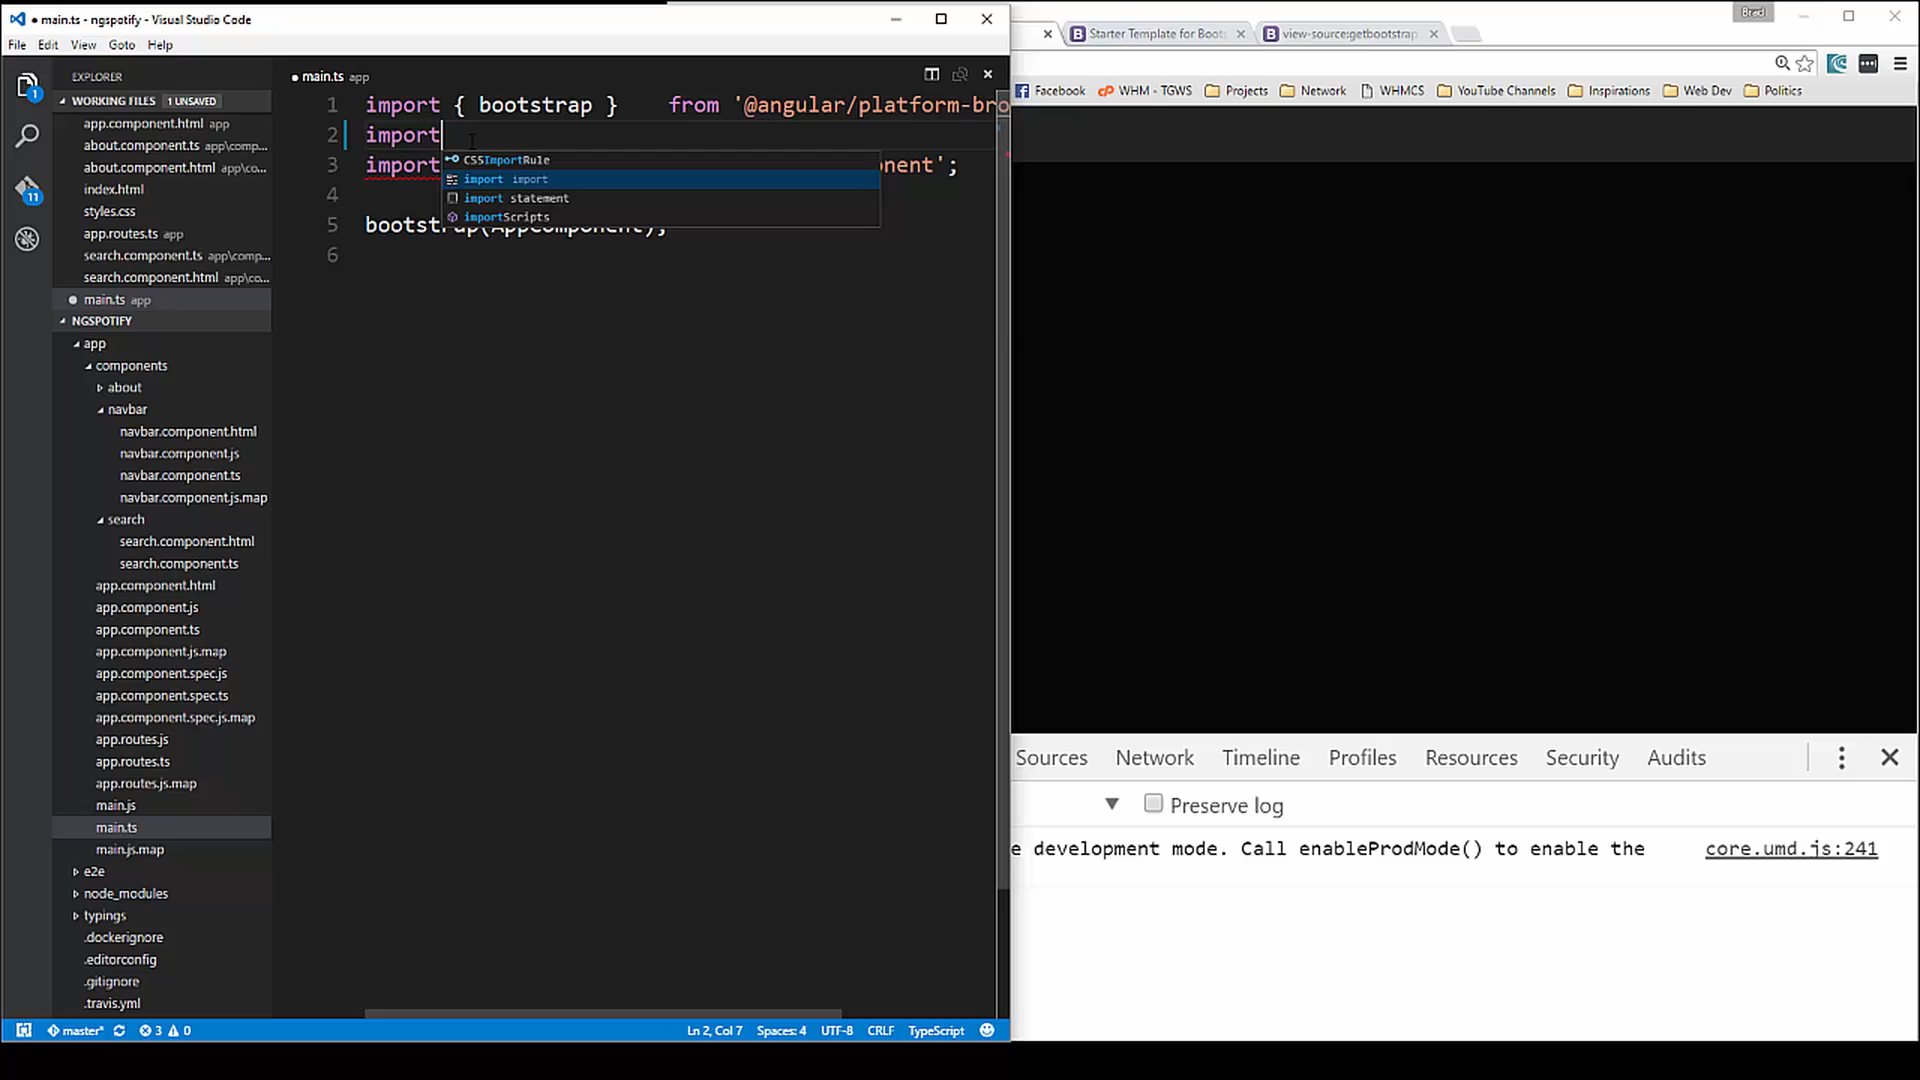 main.ts - ngspotify - Visual Studio Code
File Edit View Goto Help
EXPLORER
WORKING FILES 1 UNSAVED
app.component.html app
about.component.ts app\comp...
about.component.html app\co...
index.html
styles.css
app.routes.ts app
search.component.ts app\comp...
search.component.html app\co...
main.ts app
NGSPOTIFY
app
components
about
navbar
navbar.component.html
navbar.component.js
navbar.component.ts
navbar.component.js.map
search
search.component.html
search.component.ts
app.component.html
app.component.js
app.component.ts
app.component.js.map
app.component.spec.js
app.component.spec.ts
app.component.spec.js.map
app.routes.js
app.routes.ts
app.routes.js.map
main.js
main.ts
main.js.map
e2e
node_modules
typings
.dockerignore
.editorconfig
.gitignore
.travis.yml
1
11
main.ts app
1 import { bootstrap } from '@angular/platform-bro
2 import
3 import nent';
4
5 bootstrap(AppComponent);
6
CSSImportRule
import import
import statement
importScripts
master* 3 0 Ln 2, Col 7 Spaces: 4 UTF-8 CRLF TypeScript
Brad
Starter Template for Boots view-source:getbootstrap
Facebook WHM - TGWS Projects Network WHMCS YouTube Channels Inspirations Web Dev Politics
Sources Network Timeline Profiles Resources Security Audits
Preserve log
e development mode. Call enableProdMode() to enable the core.umd.js:241